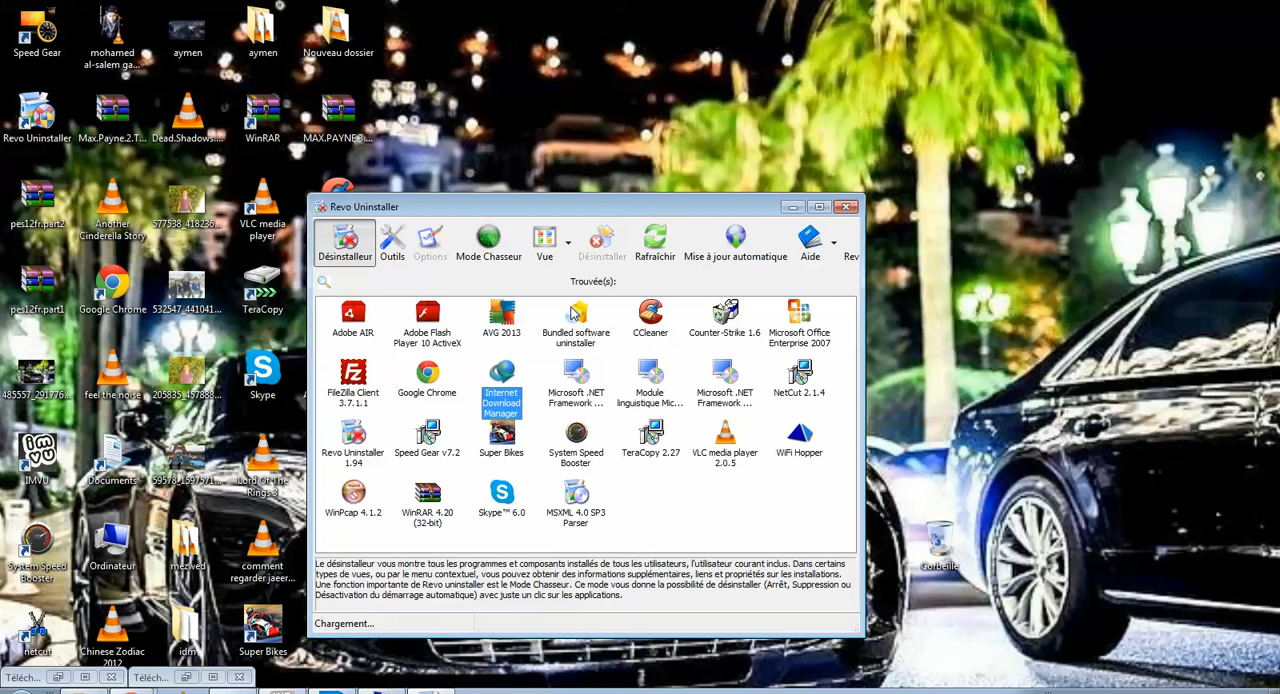 Speed Gear
mohamed
al-salem ga...
aymen
aymen
Nouveau dossier
Revo Uninstaller
Max.Payne.2.T...
Dead.Shadows....
WinRAR
MAX.PAYNE3....
pes12fr.part2
Another
Cinderella Story
577538_418236...
VLC media
player
pes12fr.part1
Google Chrome
532547_441041...
TeraCopy
485557_291776...
feel the noise
205835_457888...
Skype
IMVU
Documents
59578_1597571...
Lord Of The
Rings 3
System Speed
Booster
Ordinateur
mezwed
comment
regarder jaeer...
netcut
Chinese Zodiac
2012
idm
Super Bikes
Corbeille
Revo Uninstaller
Désinstalleur
Outils
Options
Mode Chasseur
Vue
Désinstaller
Rafraîchir
Mise à jour automatique
Aide
Rev
Trouvée(s):
Adobe AIR
Adobe Flash
Player 10 ActiveX
AVG 2013
Bundled software
uninstaller
CCleaner
Counter-Strike 1.6
Microsoft Office
Enterprise 2007
FileZilla Client
3.7.1.1
Google Chrome
Internet
Download
Manager
Microsoft .NET
Framework ...
Module
linguistique Mic...
Microsoft .NET
Framework ...
NetCut 2.1.4
Revo Uninstaller
1.94
Speed Gear v7.2
Super Bikes
System Speed
Booster
TeraCopy 2.27
VLC media player
2.0.5
WiFi Hopper
WinPcap 4.1.2
WinRAR 4.20
(32-bit)
Skype™ 6.0
MSXML 4.0 SP3
Parser
Le désinstalleur vous montre tous les programmes et composants installés de tous les utilisateurs, l'utilisateur courant inclus. Dans certains
types de vues, ou par le menu contextuel, vous pouvez obtenir des informations supplémentaires, liens et propriétés sur les installations.
Une fonction importante de Revo uninstaller est le Mode Chasseur. Ce mode vous donne la possibilité de désinstaller (Arrêt, Suppression ou
Désactivation du démarrage automatique) avec juste un clic sur les applications.
Chargement...
Téléch...
Téléch...